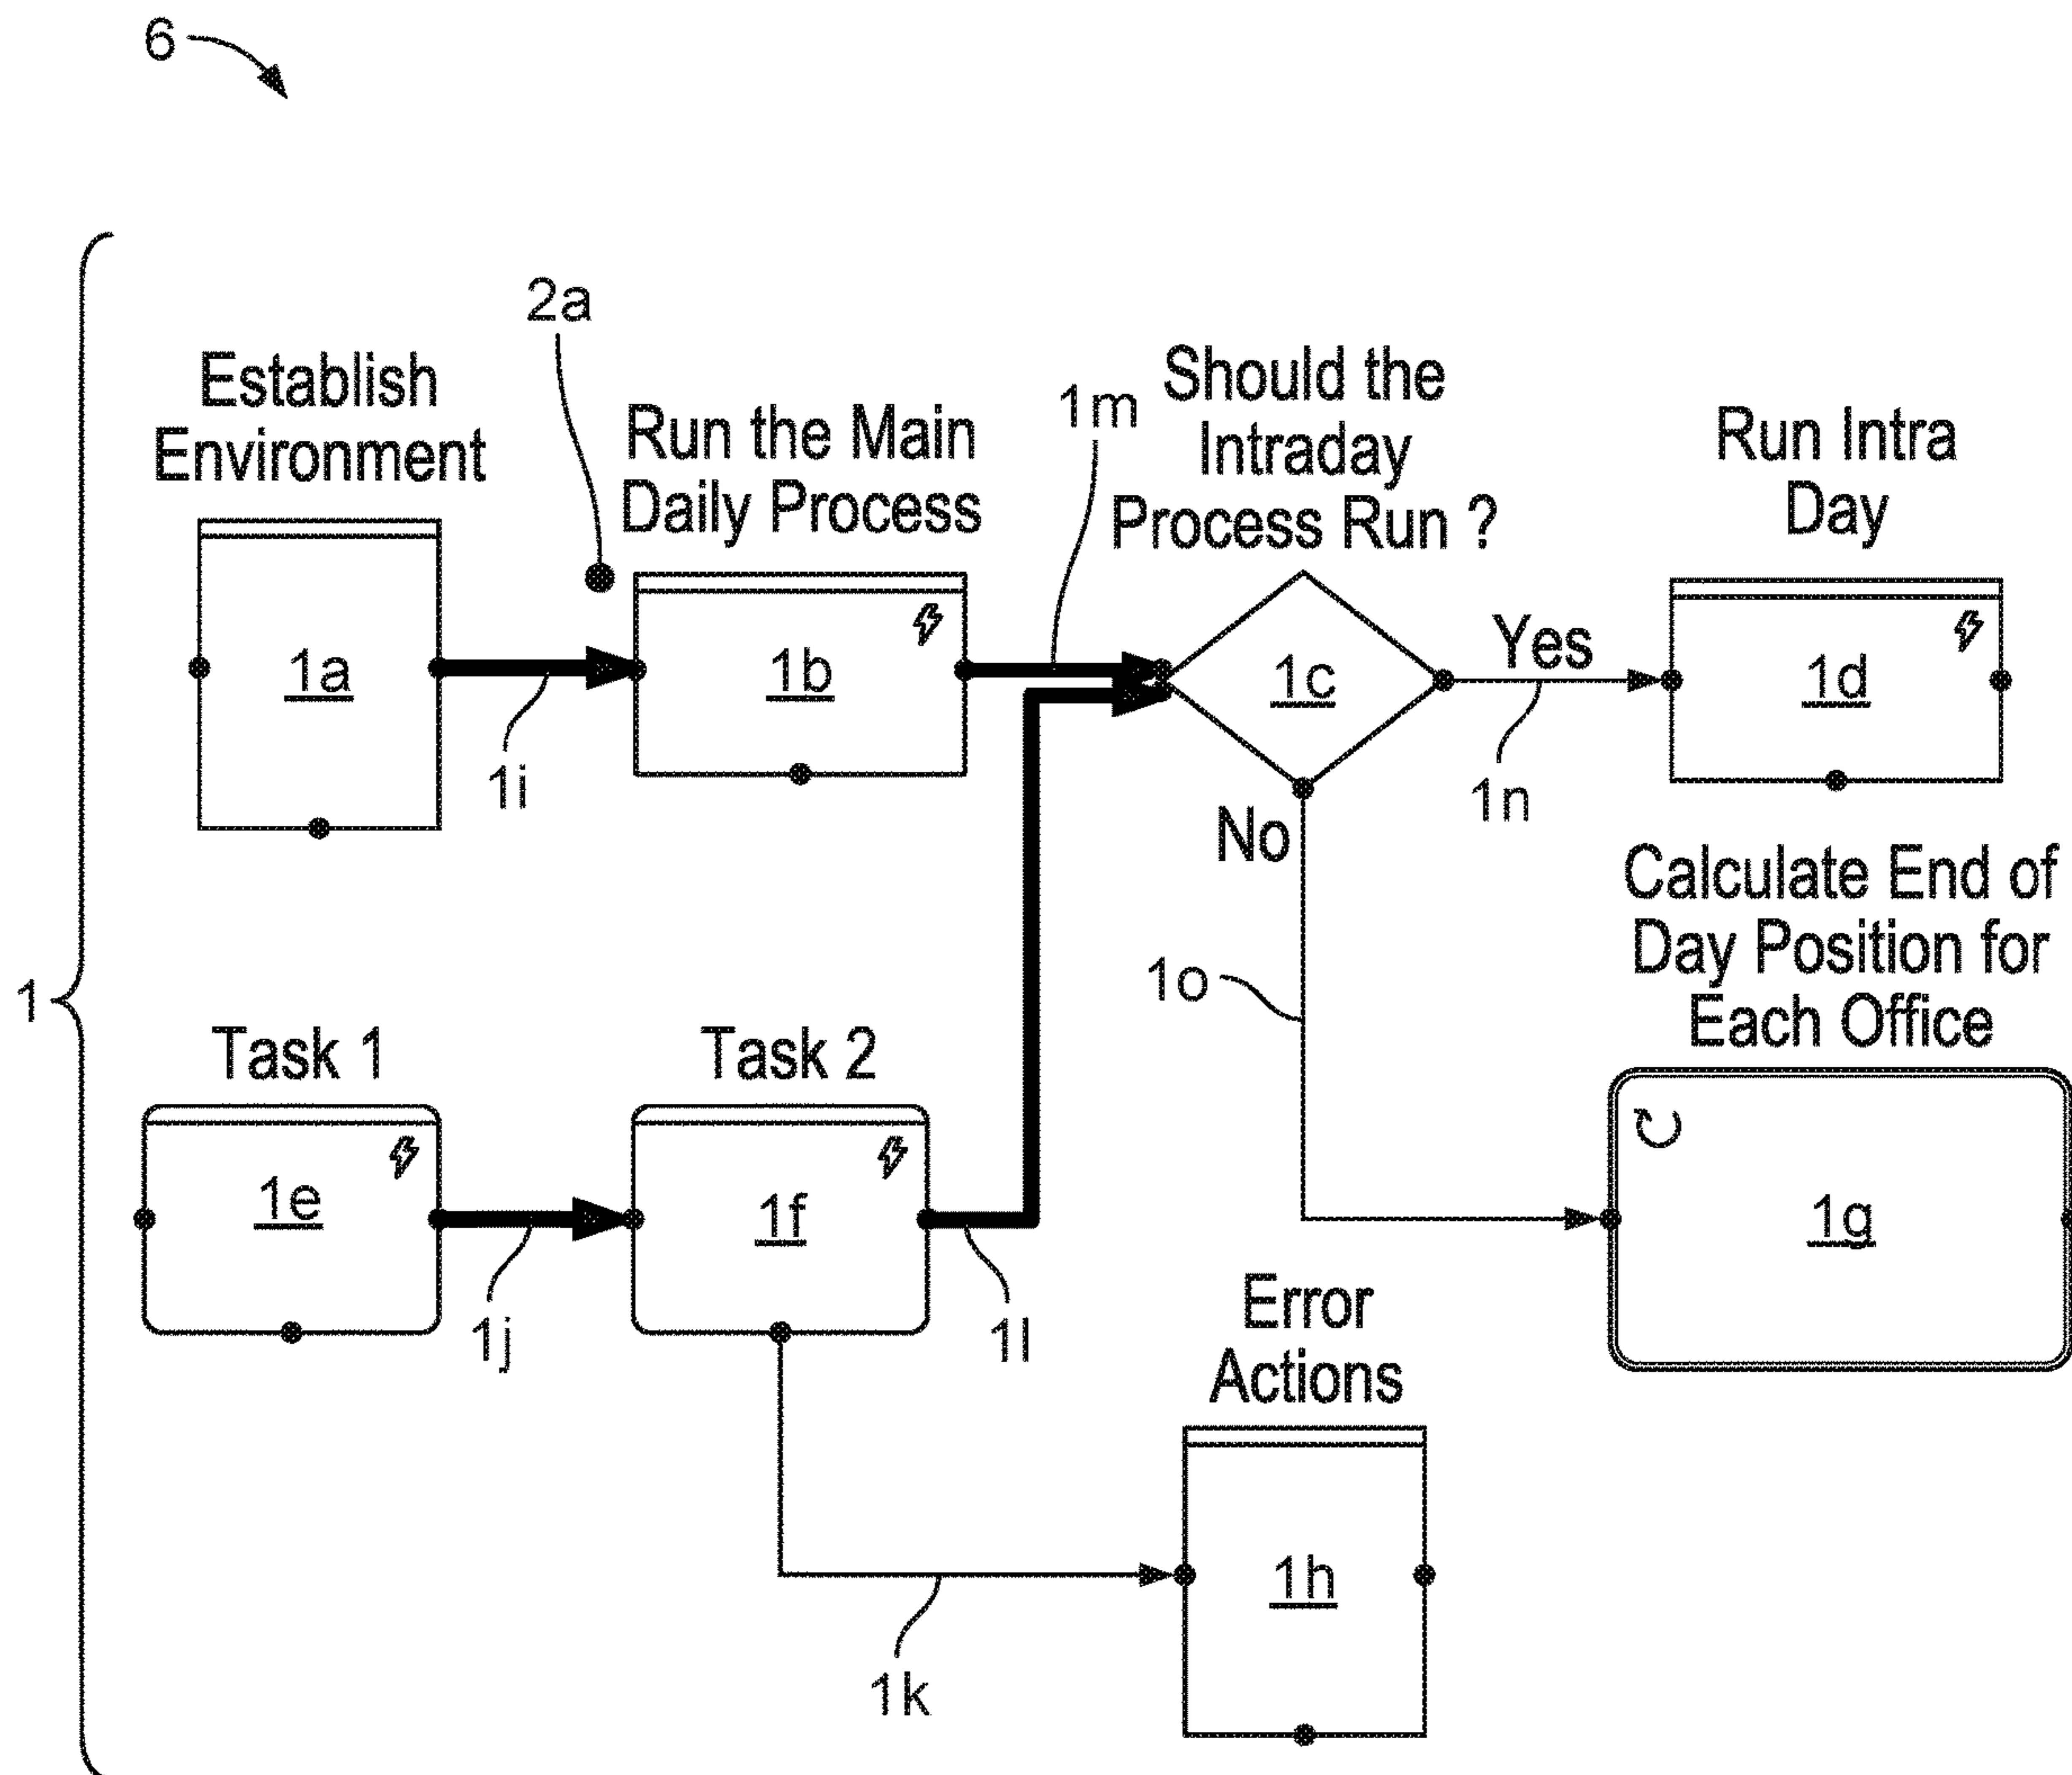 6
2a
Establish
Environment
Run the Main
Daily Process
1m
Should the
Intraday
Process Run ?
Run Intra
Day
1a
1i
1b
1c
Yes
1n
1d
No
1o
Calculate End of
Day Position for
Each Office
1
Task 1
Task 2
1e
1j
1f
1l
1g
Error
Actions
1k
1h